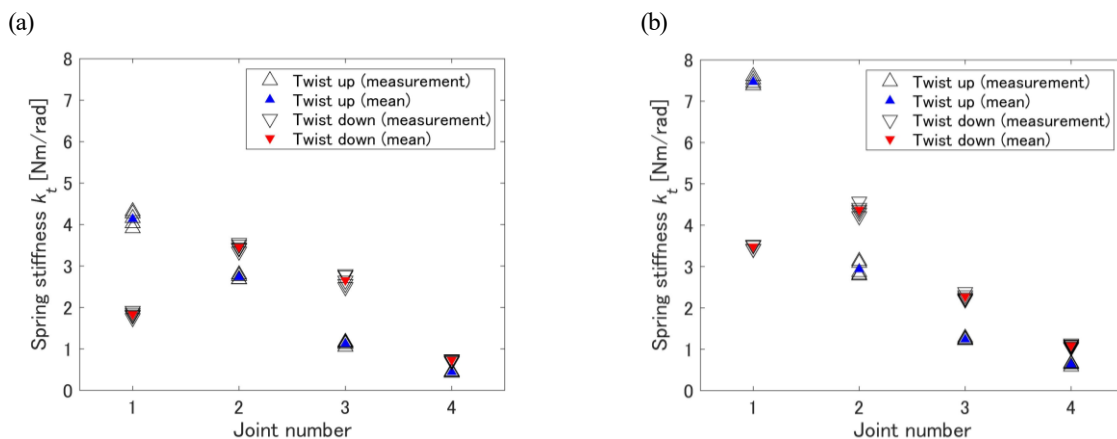 (a)
8
7
6
5
4
3
2
1
0
Spring stiffness k_t [Nm/rad]
Twist up (measurement)
Twist up (mean)
Twist down (measurement)
Twist down (mean)
1 2 3 4
Joint number
(b)
8
7
6
5
4
3
2
1
0
Spring stiffness k_t [Nm/rad]
Twist up (measurement)
Twist up (mean)
Twist down (measurement)
Twist down (mean)
1 2 3 4
Joint number